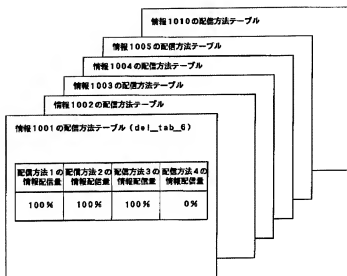 情報1010の配信方法テーブル
情報1005の配信方法テーブル
情報1004の配信方法テーブル
情報1003の配信方法テーブル
情報1002の配信方法テーブル
情報1001の配信方法テーブル (del_tab_6)
配信方法1の 配信方法2の 配信方法3の 配信方法4の
情報配信量 情報配信量 情報配信量 情報配信量
100% 100% 100% 0%